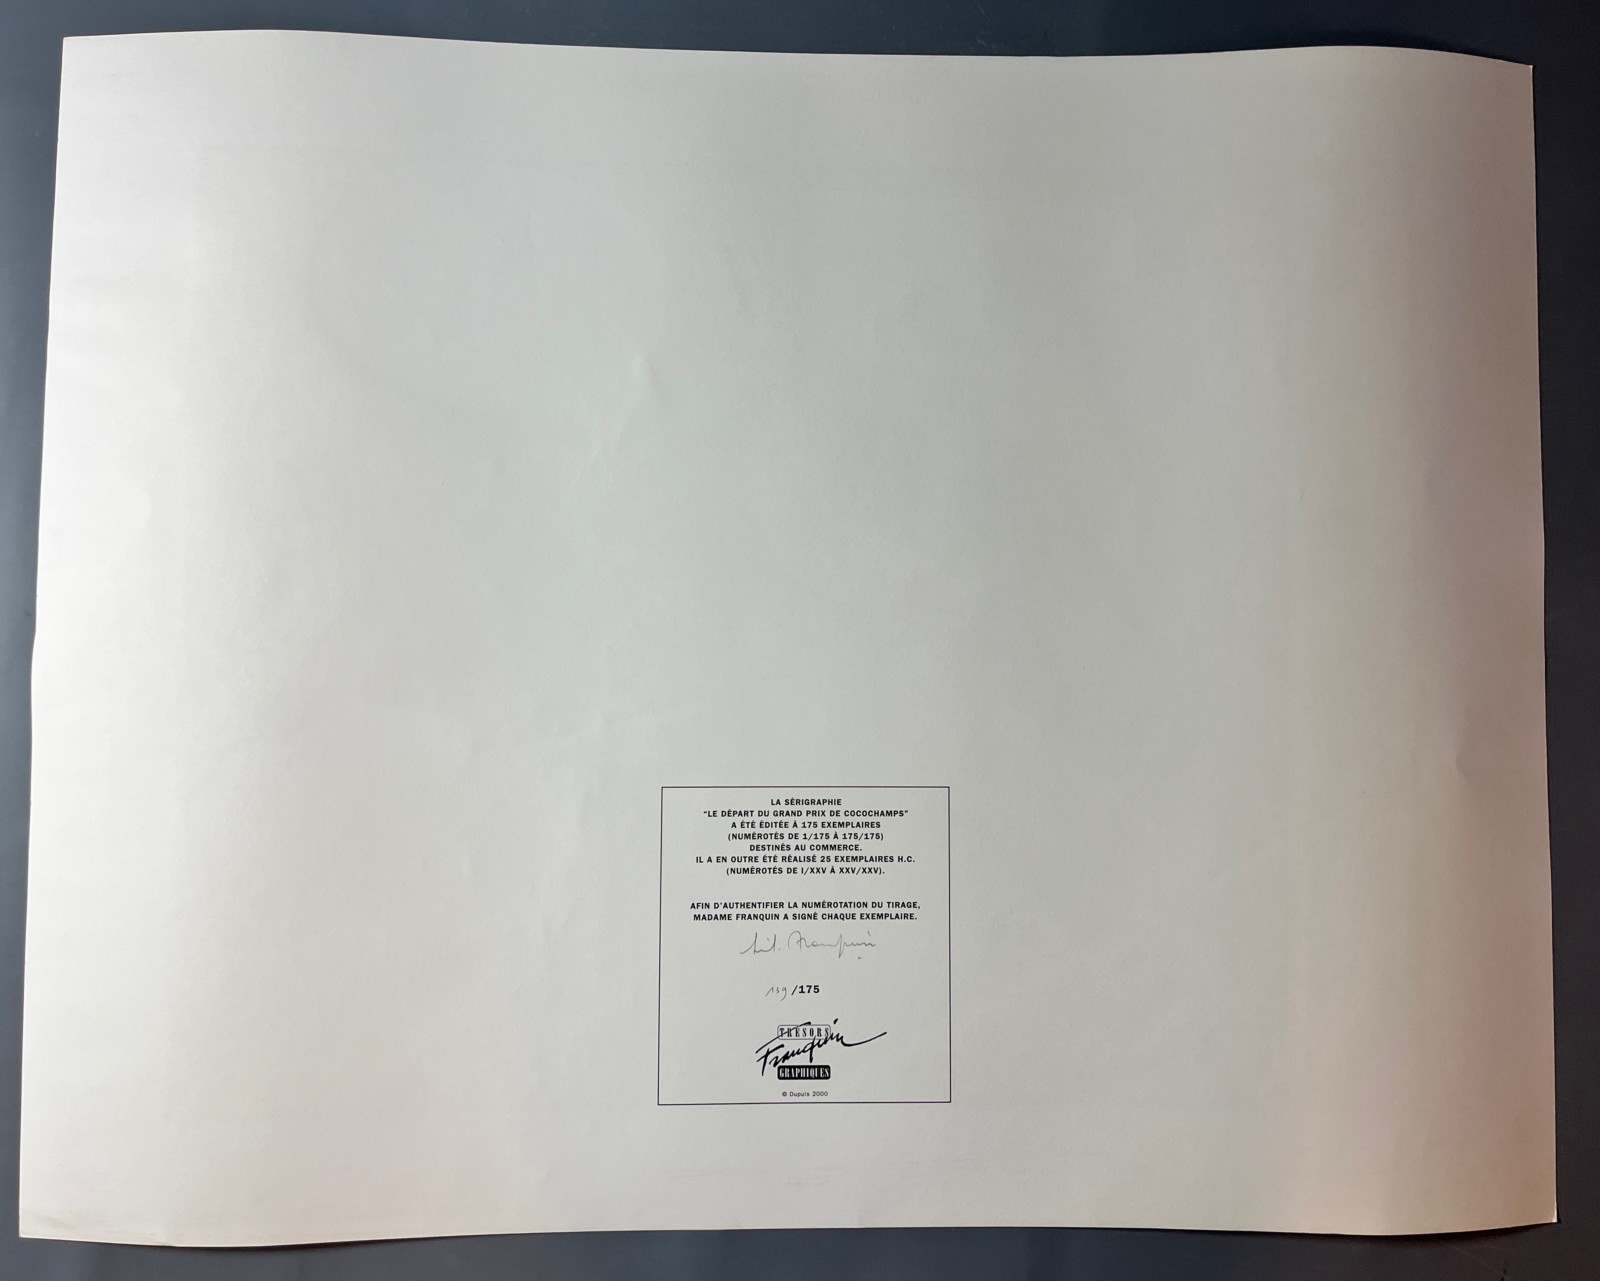 LA SÉRIGRAPHIE
"LE DÉPART DU GRAND PRIX DE COCOCHAMPS"
A ÉTÉ ÉDITÉE À 175 EXEMPLAIRES
(NUMÉROTÉS DE 1/175 À 175/175)
DESTINÉS AU COMMERCE.
IL A EN OUTRE ÉTÉ RÉALISÉ 25 EXEMPLAIRES H.C.
(NUMÉROTÉS DE I/XXV À XXV/XXV).
AFIN D'AUTHENTIFIER LA NUMÉROTATION DU TIRAGE,
MADAME FRANQUIN A SIGNÉ CHAQUE EXEMPLAIRE.
Lil. Franquin
139/175
TRÉSORS
Franquin
GRAPHIQUES
© Dupuis 2000